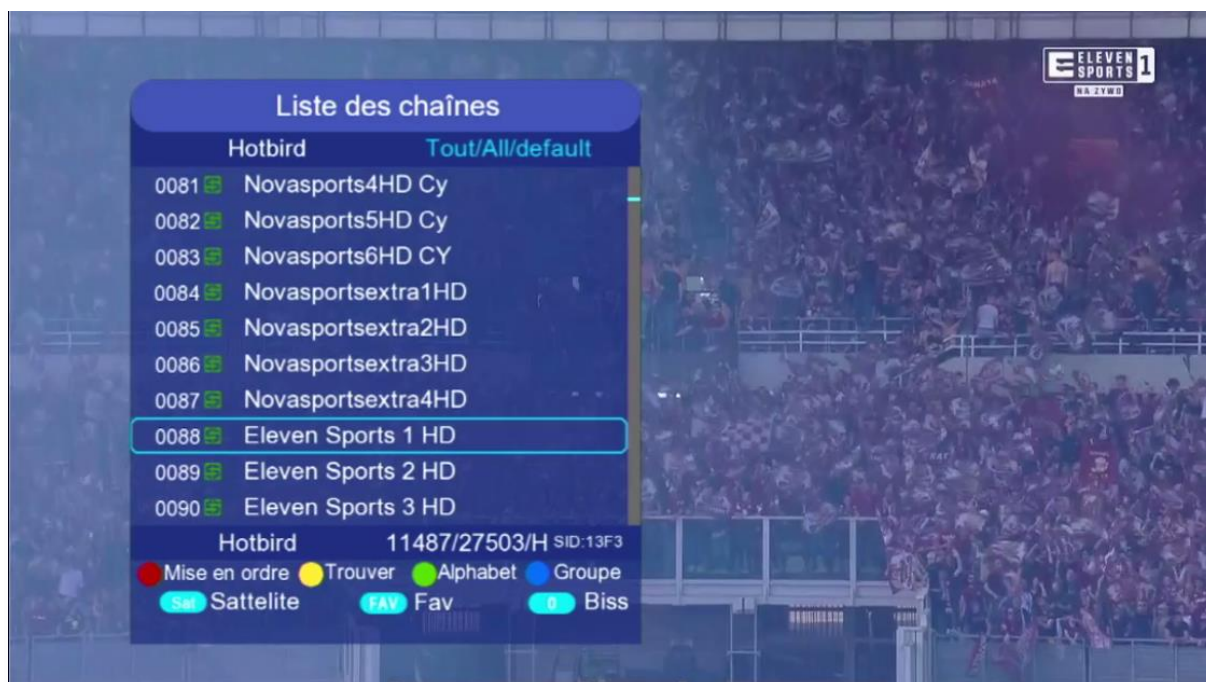 ELEVEN
SPORTS 1
NA ŻYWO
Liste des chaînes
Hotbird Tout/All/default
0081 S Novasports4HD Cy
0082 S Novasports5HD Cy
0083 S Novasports6HD CY
0084 S Novasportsextra1HD
0085 S Novasportsextra2HD
0086 S Novasportsextra3HD
0087 S Novasportsextra4HD
0088 S Eleven Sports 1 HD
0089 S Eleven Sports 2 HD
0090 S Eleven Sports 3 HD
Hotbird 11487/27503/H SID:13F3
Mise en ordre Trouver Alphabet Groupe
Sat Sattelite FAV Fav 0 Biss